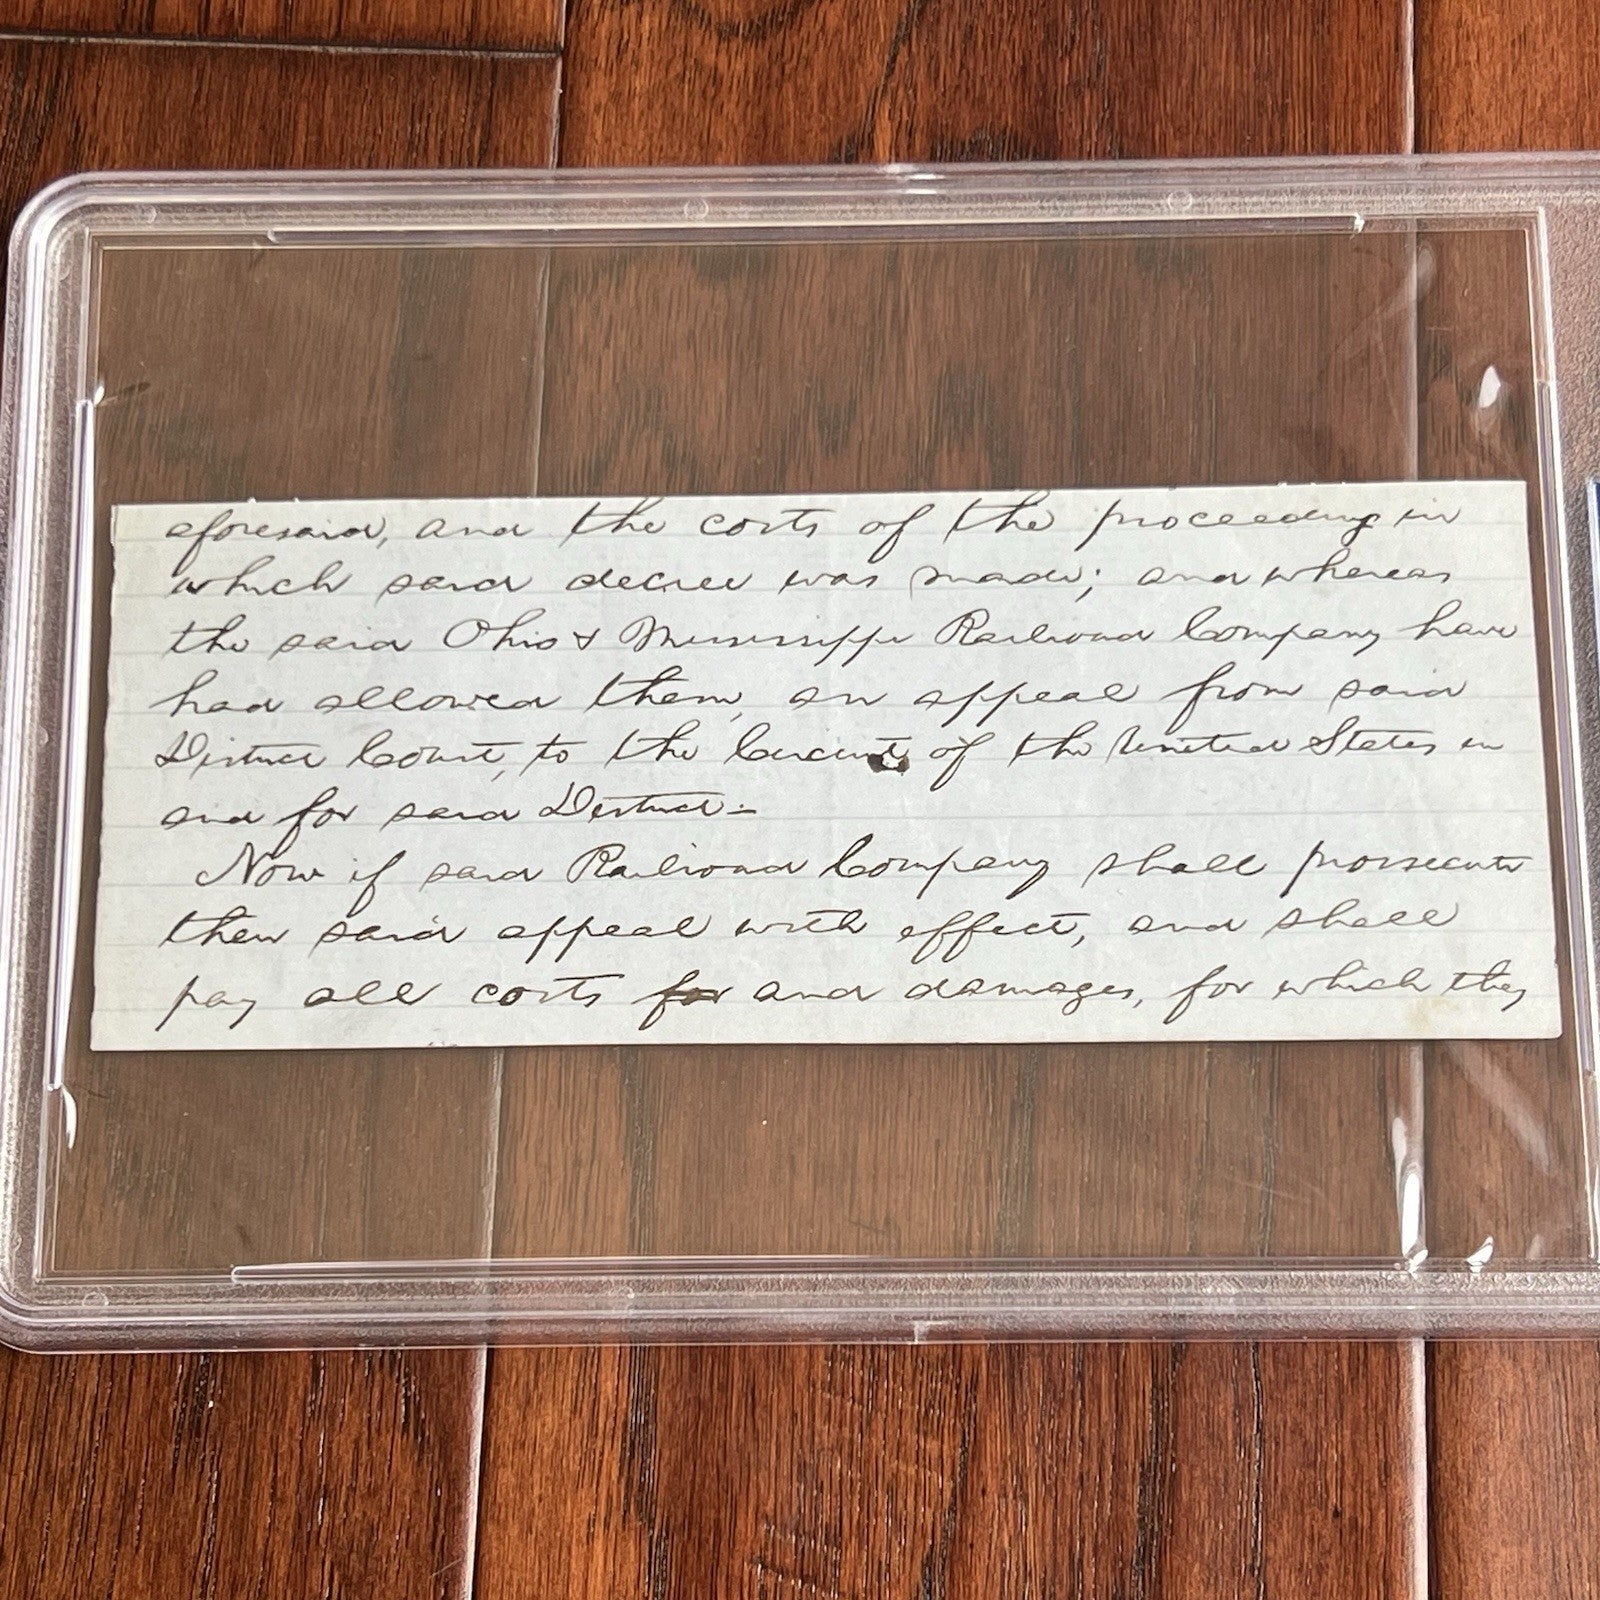 aforesaid, and the costs of the proceeding in
which said decree was made; and whereas
the said Ohio & Mississippi Railroad Company have
had allowed them, an appeal from said
District Court, to the Circuit of the United States in
and for said District—
Now if said Railroad Company shall prossecute
their said appeal with effect, and shall
pay all costs for and damages, for which they